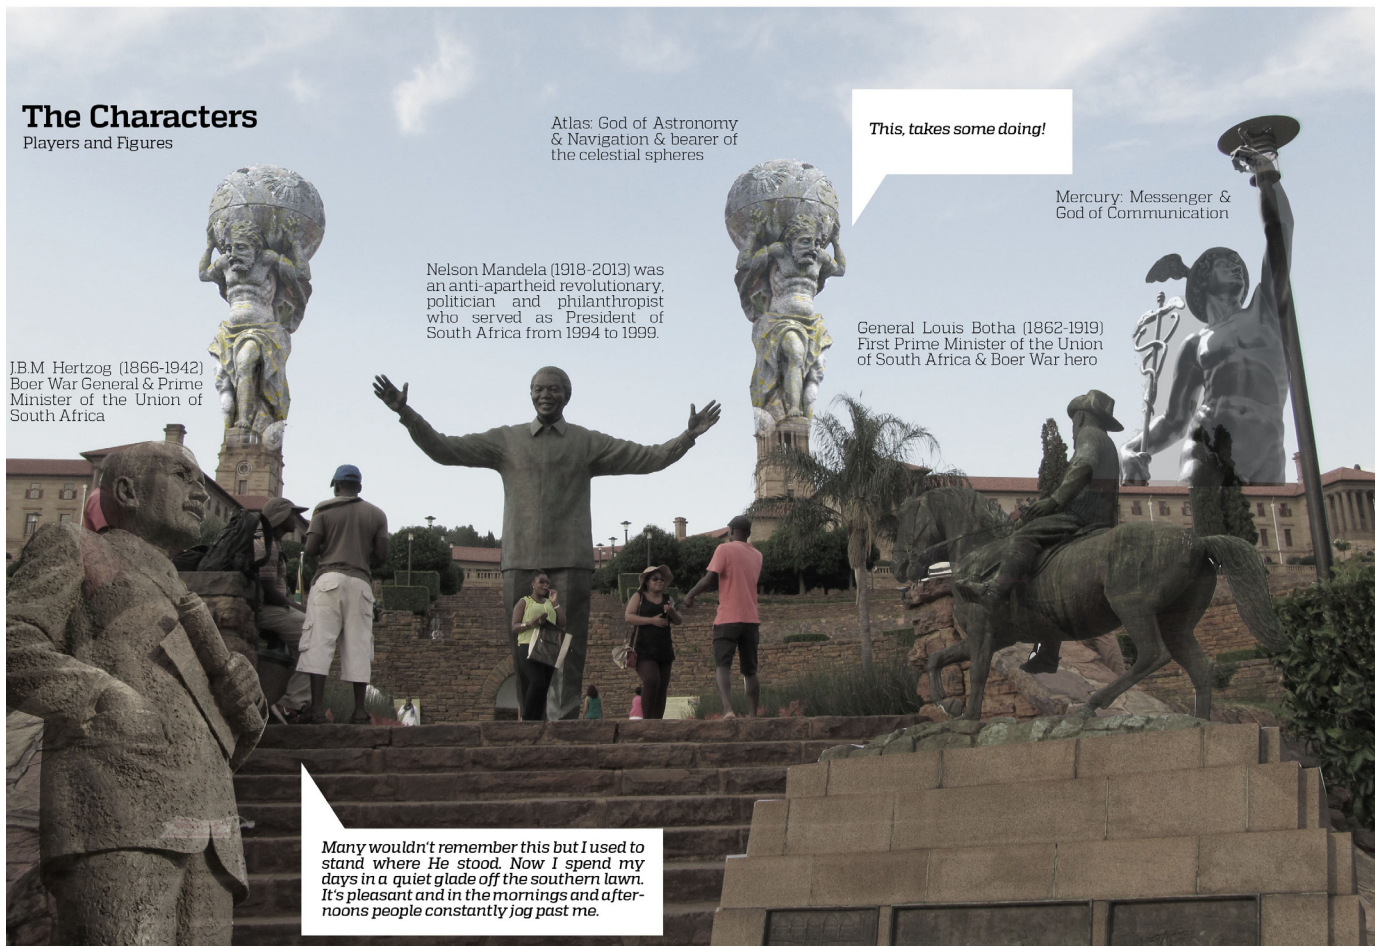 The Characters
Players and Figures
Atlas: God of Astronomy
& Navigation & bearer of
the celestial spheres
This, takes some doing!
Mercury: Messenger &
God of Communication
Nelson Mandela (1918-2013) was
an anti-apartheid revolutionary,
politician and philanthropist
who served as President of
South Africa from 1994 to 1999.
General Louis Botha (1862-1919)
First Prime Minister of the Union
of South Africa & Boer War hero
J.B.M Hertzog (1866-1942)
Boer War General & Prime
Minister of the Union of
South Africa
Many wouldn't remember this but I used to
stand where He stood. Now I spend my
days in a quiet glade off the southern lawn.
It's pleasant and in the mornings and after-
noons people constantly jog past me.